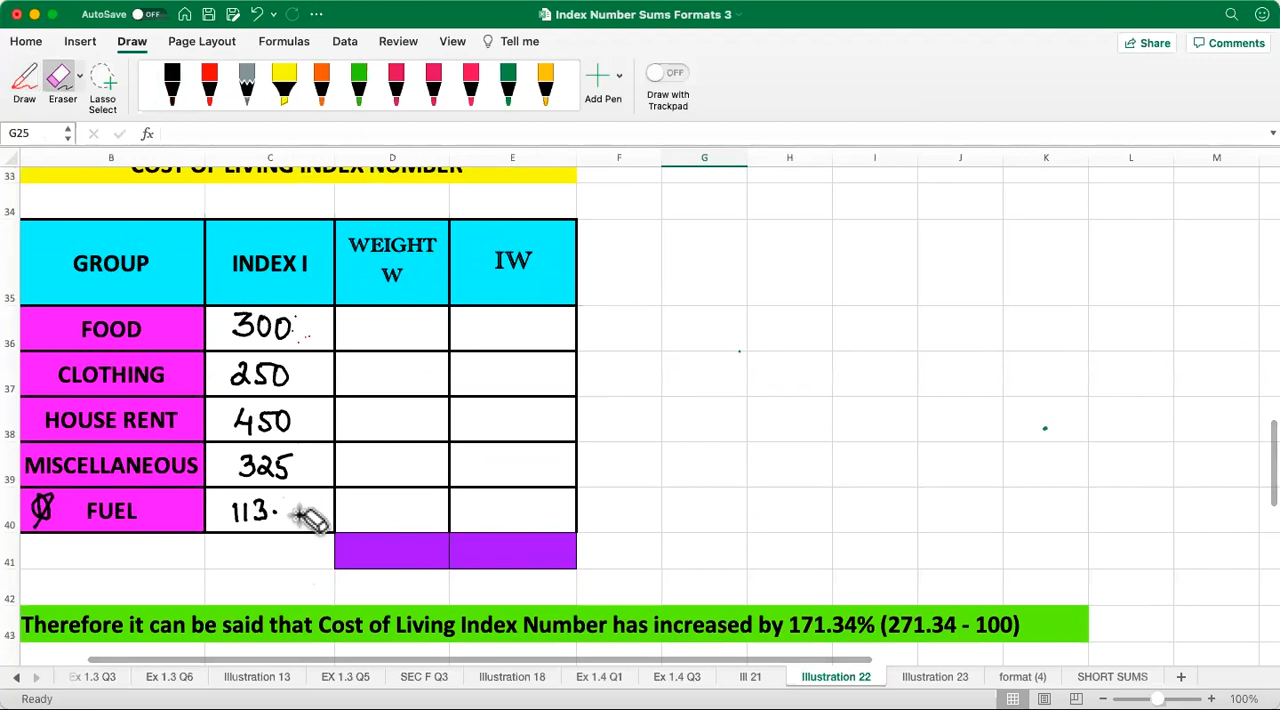 AutoSave OFF Index Number Sums Formats 3
Home Insert Draw Page Layout Formulas Data Review View Tell me Share Comments
Draw Eraser Lasso Select Add Pen OFF Draw with Trackpad
G25 fx
B C D E F G H I J K L M
33 COST OF LIVING INDEX NUMBER
34
35 GROUP INDEX I WEIGHT W IW
36 FOOD 300
37 CLOTHING 250
38 HOUSE RENT 450
39 MISCELLANEOUS 325
40 FUEL 113.
41
42
43 Therefore it can be said that Cost of Living Index Number has increased by 171.34% (271.34 - 100)
Ex 1.3 Q3 Ex 1.3 Q6 Illustration 13 Ex 1.3 Q5 SEC F Q3 Illustration 18 Ex 1.4 Q1 Ex 1.4 Q3 Ill 21 Illustration 22 Illustration 23 format (4) SHORT SUMS +
Ready 100%